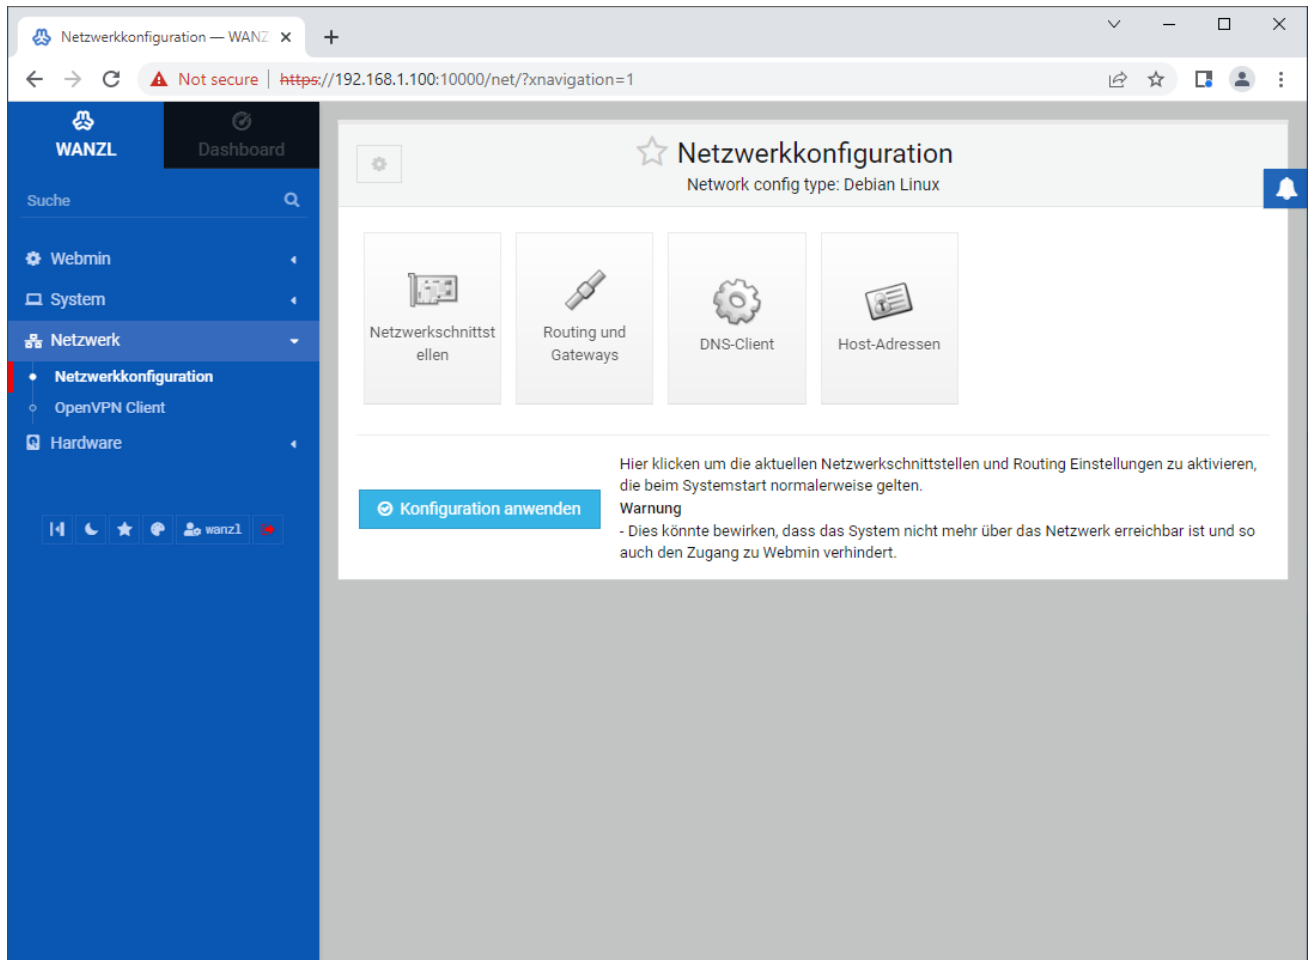 Netzwerkkonfiguration — WANZ
Not secure | https://192.168.1.100:10000/net/?xnavigation=1
WANZL
Dashboard
Suche
Webmin
System
Netzwerk
Netzwerkkonfiguration
OpenVPN Client
Hardware
wanzl
Netzwerkkonfiguration
Network config type: Debian Linux
Netzwerkschnittst
ellen
Routing und
Gateways
DNS-Client
Host-Adressen
Konfiguration anwenden
Hier klicken um die aktuellen Netzwerkschnittstellen und Routing Einstellungen zu aktivieren,
die beim Systemstart normalerweise gelten.
Warnung
- Dies könnte bewirken, dass das System nicht mehr über das Netzwerk erreichbar ist und so
auch den Zugang zu Webmin verhindert.